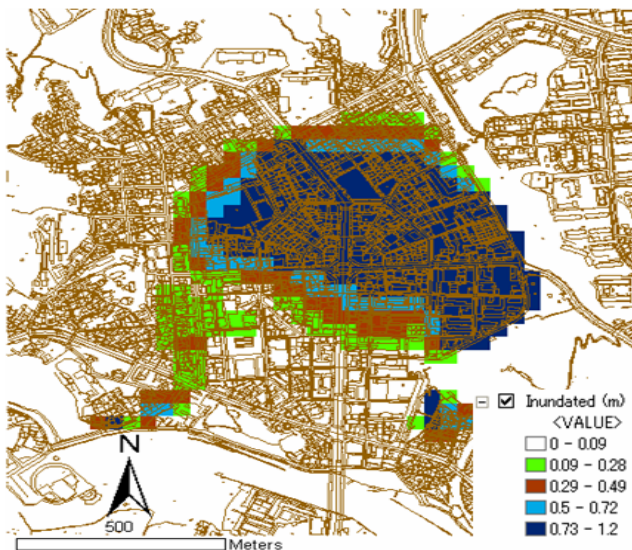 Inundated (m)
<VALUE>
0 - 0.09
0.09 - 0.28
0.29 - 0.49
0.5 - 0.72
0.73 - 1.2
N
500
Meters